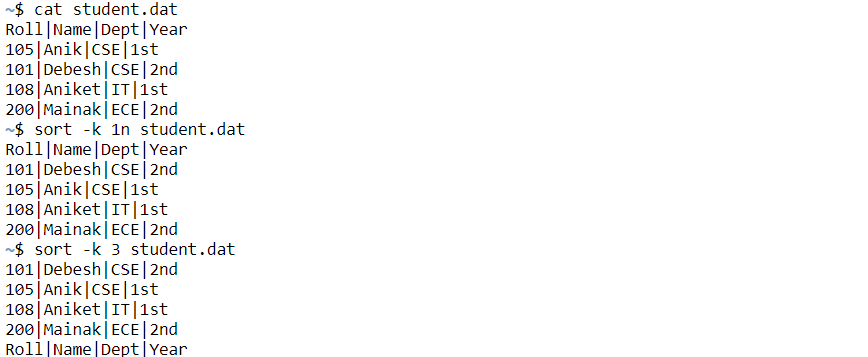 ~$ cat student.dat
Roll|Name|Dept|Year
105|Anik|CSE|1st
101|Debesh|CSE|2nd
108|Aniket|IT|1st
200|Mainak|ECE|2nd
~$ sort -k 1n student.dat
Roll|Name|Dept|Year
101|Debesh|CSE|2nd
105|Anik|CSE|1st
108|Aniket|IT|1st
200|Mainak|ECE|2nd
~$ sort -k 3 student.dat
101|Debesh|CSE|2nd
105|Anik|CSE|1st
108|Aniket|IT|1st
200|Mainak|ECE|2nd
Roll|Name|Dept|Year